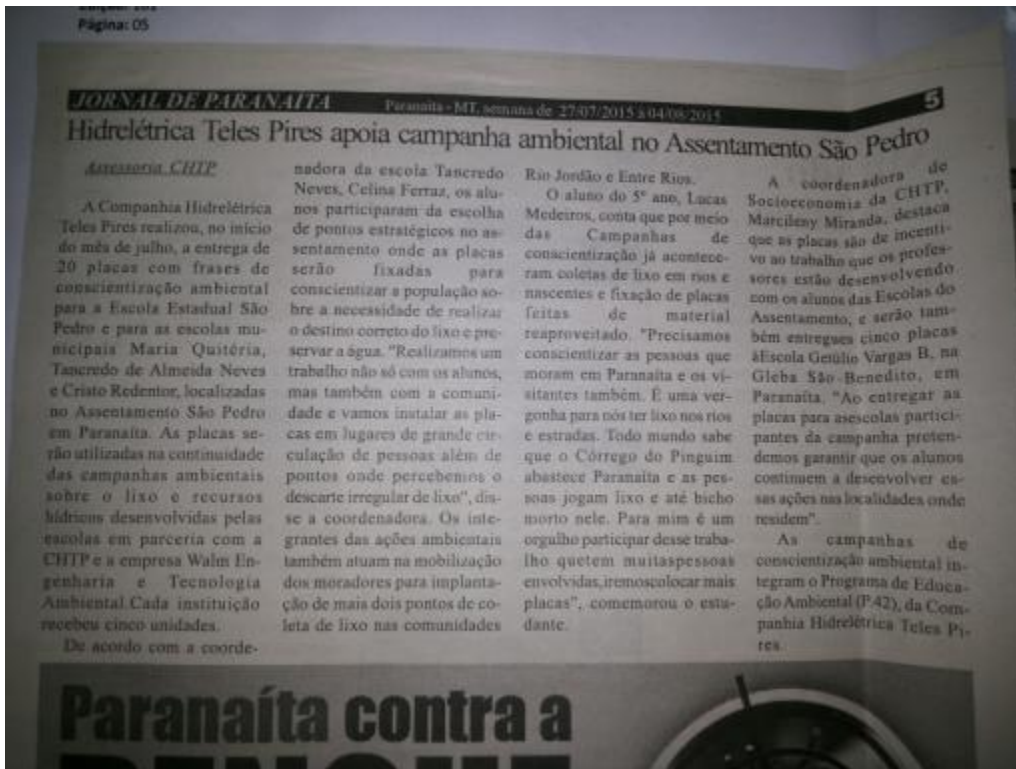 Página: 05
JORNAL DE PARANAITA
Paranaíta - MT, semana de 27/07/2015 a 04/08/2015
5
Hidrelétrica Teles Pires apoia campanha ambiental no Assentamento São Pedro
Assessoria CHTP
A Companhia Hidrelétrica
Teles Pires realizou, no início
do mês de julho, a entrega de
20 placas com frases de
conscientização ambiental
para a Escola Estadual São
Pedro e para as escolas mu-
nicipais Maria Quitéria,
Tancredo de Almeida Neves
e Cristo Redentor, localizadas
no Assentamento São Pedro
em Paranaíta. As placas se-
rão utilizadas na continuidade
das campanhas ambientais
sobre o lixo e recursos
hídricos desenvolvidas pelas
escolas em parceria com a
CHTP e a empresa Walm En-
genharia e Tecnologia
Ambiental.Cada instituição
recebeu cinco unidades.
De acordo com a coorde-
nadora da escola Tancredo
Neves, Celina Ferraz, os alu-
nos participaram da escolha
de pontos estratégicos no as-
sentamento onde as placas
serão fixadas para
conscientizar a população so-
bre a necessidade de realizar
o destino correto do lixo e pre-
servar a água. "Realizamos um
trabalho não só com os alunos,
mas também com a comuni-
dade e vamos instalar as pla-
cas em lugares de grande cir-
culação de pessoas além de
pontos onde percebemos o
descarte irregular de lixo", dis-
se a coordenadora. Os inte-
grantes das ações ambientais
também atuam na mobilização
dos moradores para implanta-
ção de mais dois pontos de co-
leta de lixo nas comunidades
Rio Jordão e Entre Rios.
O aluno do 5º ano, Lucas
Medeiros, conta que por meio
das Campanhas de
conscientização já acontece-
ram coletas de lixo em rios e
nascentes e fixação de placas
feitas de material
reaproveitado. "Precisamos
conscientizar as pessoas que
moram em Paranaíta e os vi-
sitantes também. É uma ver-
gonha para nós ter lixo nos rios
e estradas. Todo mundo sabe
que o Córrego do Pinguim
abastece Paranaíta e as pes-
soas jogam lixo e até bicho
morto nele. Para mim é um
orgulho participar desse traba-
lho quetem muitaspessoas
envolvidas, iremoscolocar mais
placas", comemorou o estu-
dante.
A coordenadora de
Socioeconomia da CHTP,
Marcileny Miranda, destaca
que as placas são de incenti-
vo ao trabalho que os profes-
sores estão desenvolvendo
com os alunos das Escolas do
Assentamento, e serão tam-
bém entregues cinco placas
àEscola Getúlio Vargas B, na
Gleba São Benedito, em
Paranaíta. "Ao entregar as
placas para asescolas partici-
pantes da campanha preten-
demos garantir que os alunos
continuem a desenvolver es-
sas ações nas localidades onde
residem".
As campanhas de
conscientização ambiental in-
tegram o Programa de Educa-
ção Ambiental (P.42), da Com-
panhia Hidrelétrica Teles Pi-
res.
Paranaíta contra a